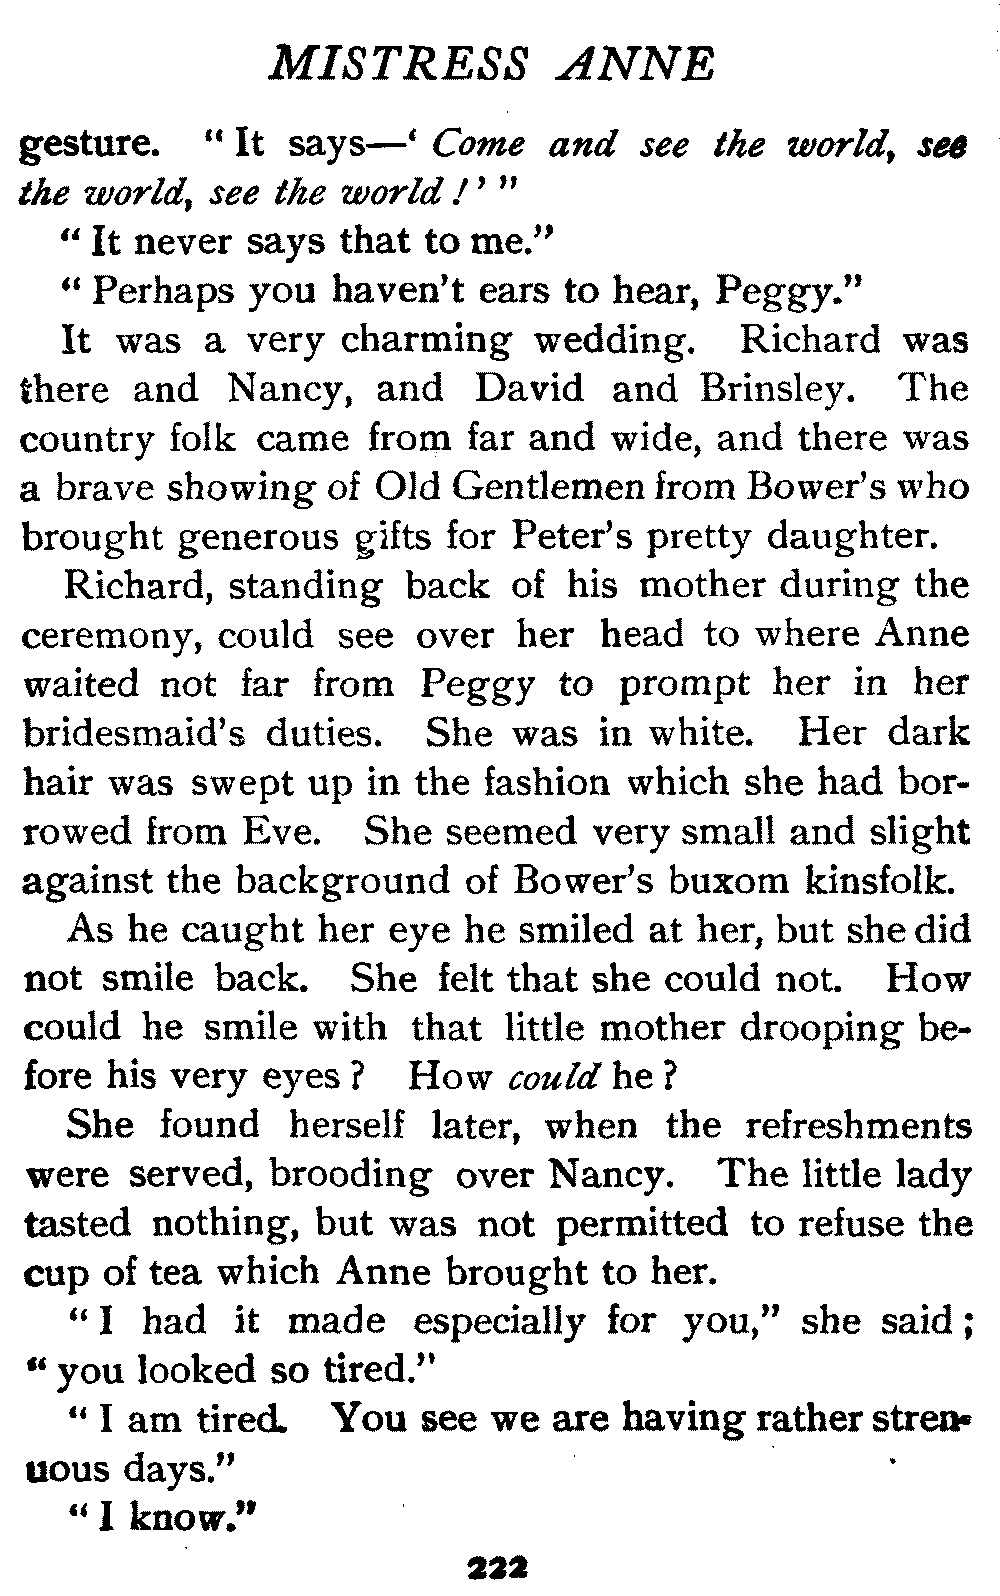 MISTRESS ANNE
gesture. " It says—' Come and see the world, see
the world, see the world ! ' "
" It never says that to me."
" Perhaps you haven't ears to hear, Peggy."
It was a very charming wedding. Richard was
there and Nancy, and David and Brinsley. The
country folk came from far and wide, and there was
a brave showing of Old Gentlemen from Bower's who
brought generous gifts for Peter's pretty daughter.
Richard, standing back of his mother during the
ceremony, could see over her head to where Anne
waited not far from Peggy to prompt her in her
bridesmaid's duties. She was in white. Her dark
hair was swept up in the fashion which she had bor-
rowed from Eve. She seemed very small and slight
against the background of Bower's buxom kinsfolk.
As he caught her eye he smiled at her, but she did
not smile back. She felt that she could not. How
could he smile with that little mother drooping be-
fore his very eyes ? How could he ?
She found herself later, when the refreshments
were served, brooding over Nancy. The little lady
tasted nothing, but was not permitted to refuse the
cup of tea which Anne brought to her.
" I had it made especially for you," she said ;
" you looked so tired."
" I am tired. You see we are having rather stren-
uous days."
" I know."
222